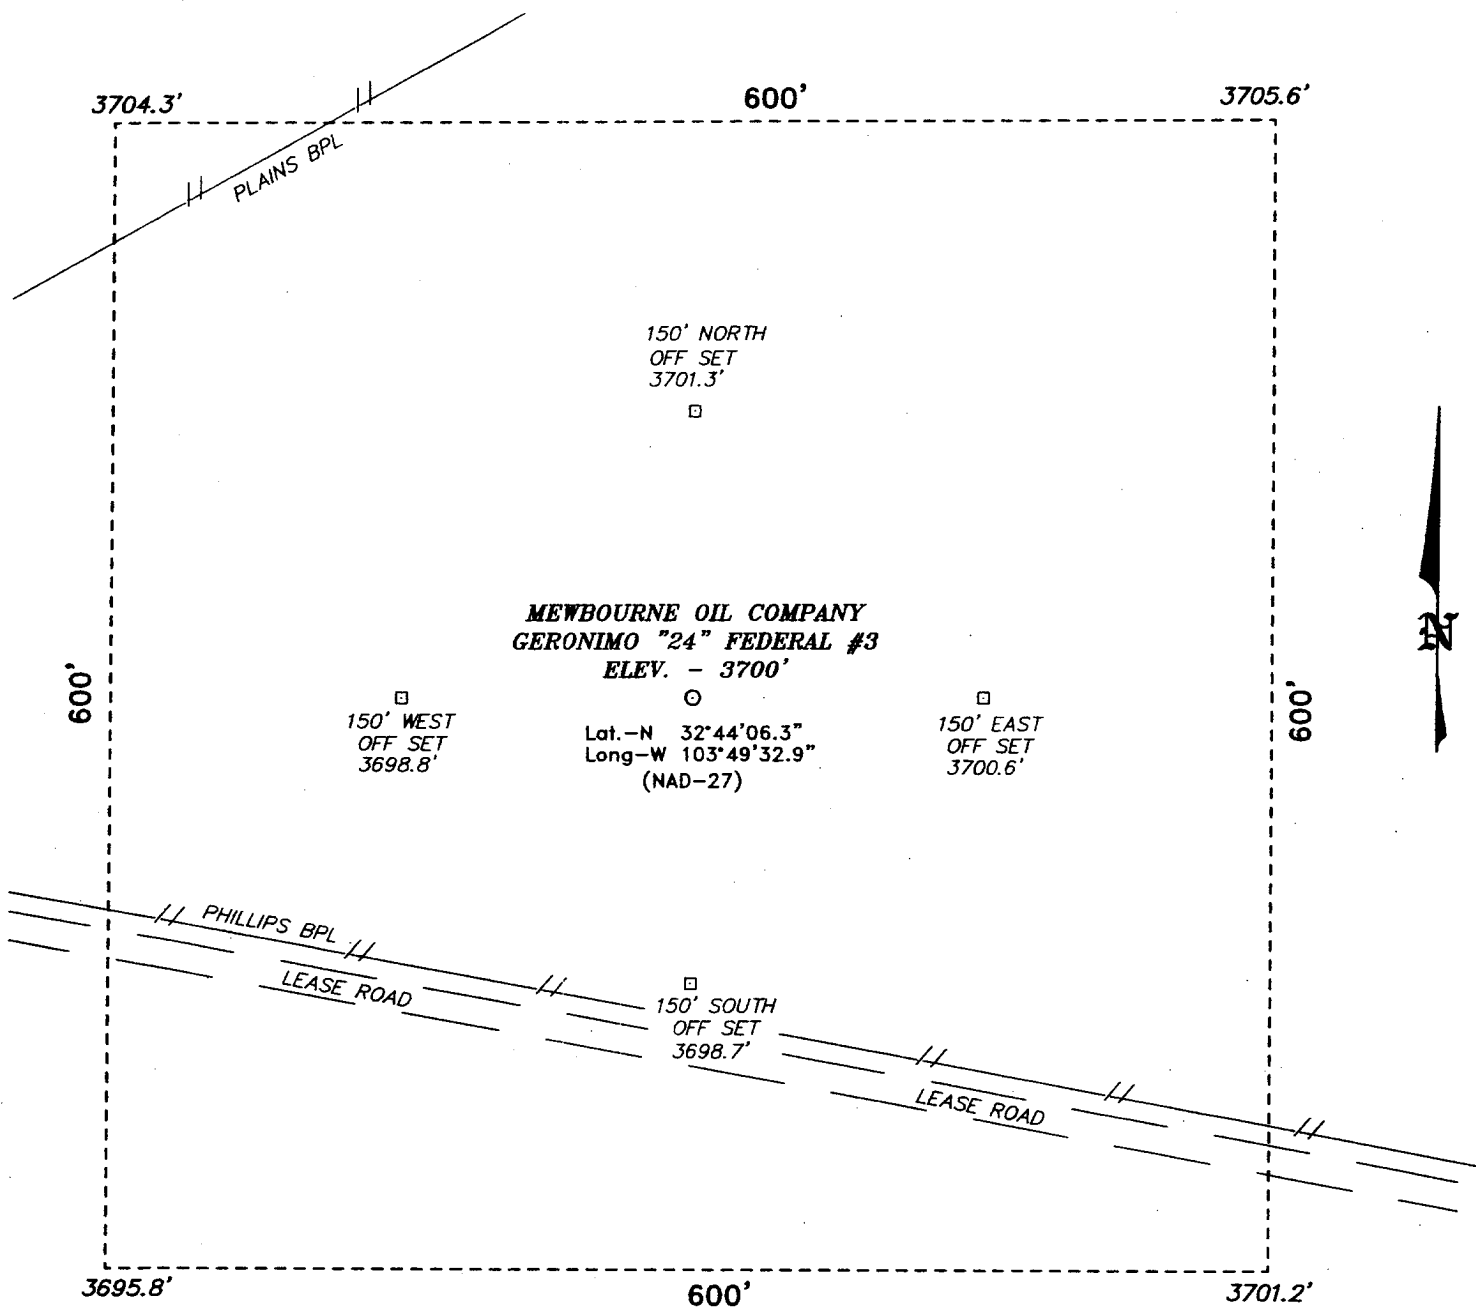 3704.3'
600'
3705.6'
PLAINS BPL
150' NORTH
OFF SET
3701.3'
MEWBOURNE OIL COMPANY
GERONIMO "24" FEDERAL #3
ELEV. - 3700'
600'
150' WEST
OFF SET
3698.8'
Lat.-N 32°44'06.3"
Long-W 103°49'32.9"
(NAD-27)
150' EAST
OFF SET
3700.6'
600'
N
PHILLIPS BPL
LEASE ROAD
150' SOUTH
OFF SET
3698.7'
LEASE ROAD
3695.8'
600'
3701.2'